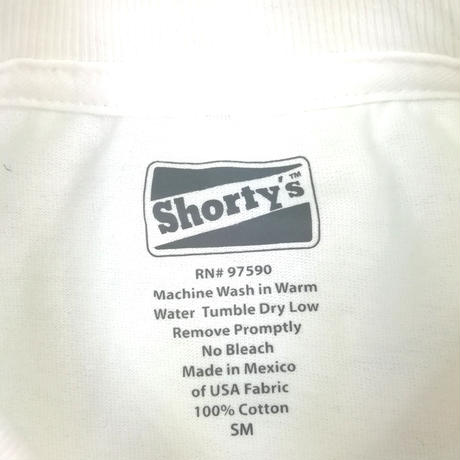 Shorty's™
RN# 97590
Machine Wash in Warm
Water Tumble Dry Low
Remove Promptly
No Bleach
Made in Mexico
of USA Fabric
100% Cotton
SM